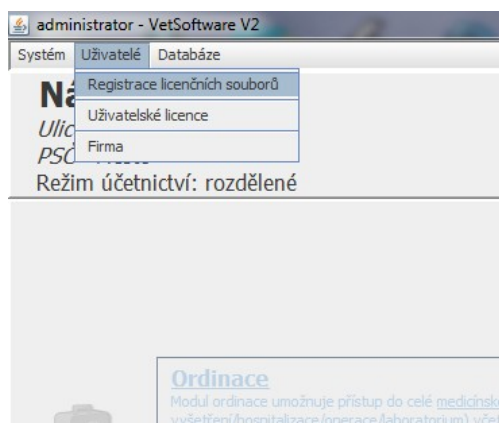 administrator - VetSoftware V2
Systém Uživatelé Databáze
Registrace licenčních souborů
Uživatelské licence
Firma
Režim účetnictví: rozdělené
Ordinace
Modul ordinace umožnuje přístup do celé